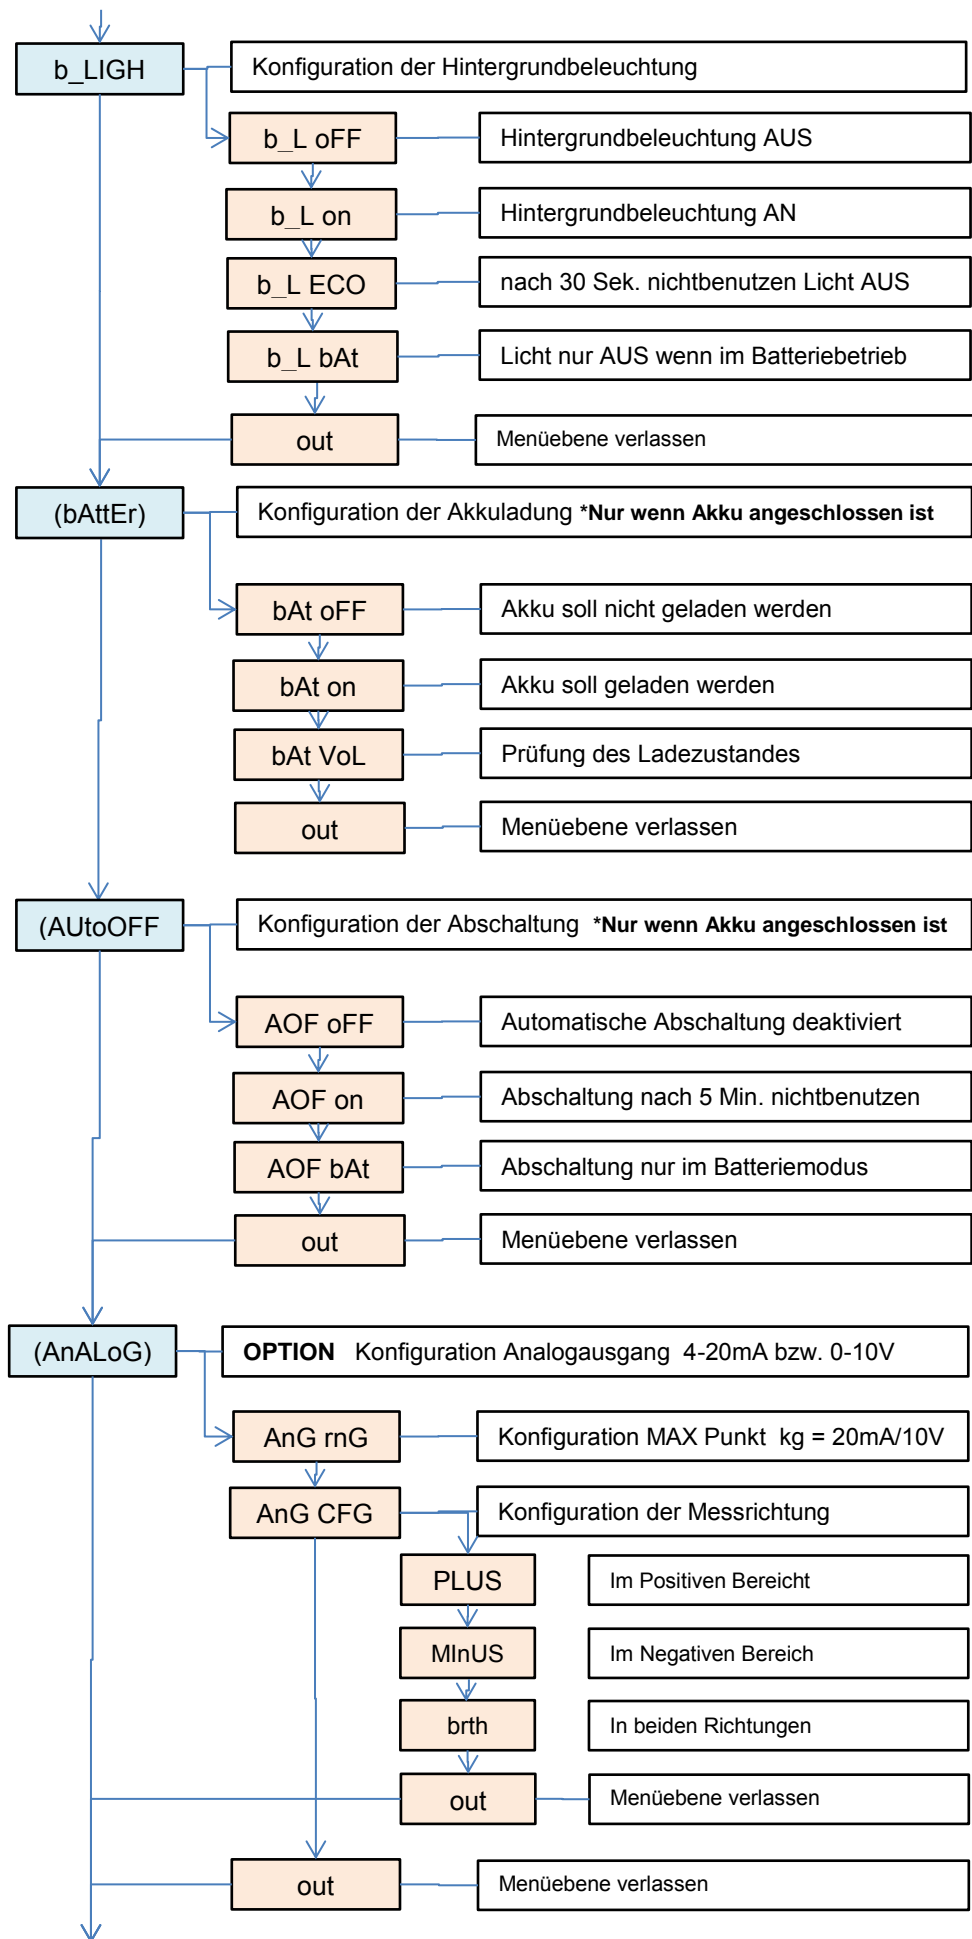 b_LIGH Konfiguration der Hintergrundbeleuchtung
b_L oFF Hintergrundbeleuchtung AUS
b_L on Hintergrundbeleuchtung AN
b_L ECO nach 30 Sek. nichtbenutzen Licht AUS
b_L bAt Licht nur AUS wenn im Batteriebetrieb
out Menüebene verlassen
(bAttEr) Konfiguration der Akkuladung *Nur wenn Akku angeschlossen ist
bAt oFF Akku soll nicht geladen werden
bAt on Akku soll geladen werden
bAt VoL Prüfung des Ladezustandes
out Menüebene verlassen
(AUtoOFF Konfiguration der Abschaltung *Nur wenn Akku angeschlossen ist
AOF oFF Automatische Abschaltung deaktiviert
AOF on Abschaltung nach 5 Min. nichtbenutzen
AOF bAt Abschaltung nur im Batteriemodus
out Menüebene verlassen
(AnALoG) OPTION Konfiguration Analogausgang 4-20mA bzw. 0-10V
AnG rnG Konfiguration MAX Punkt kg = 20mA/10V
AnG CFG Konfiguration der Messrichtung
PLUS Im Positiven Bereicht
MInUS Im Negativen Bereich
brth In beiden Richtungen
out Menüebene verlassen
out Menüebene verlassen